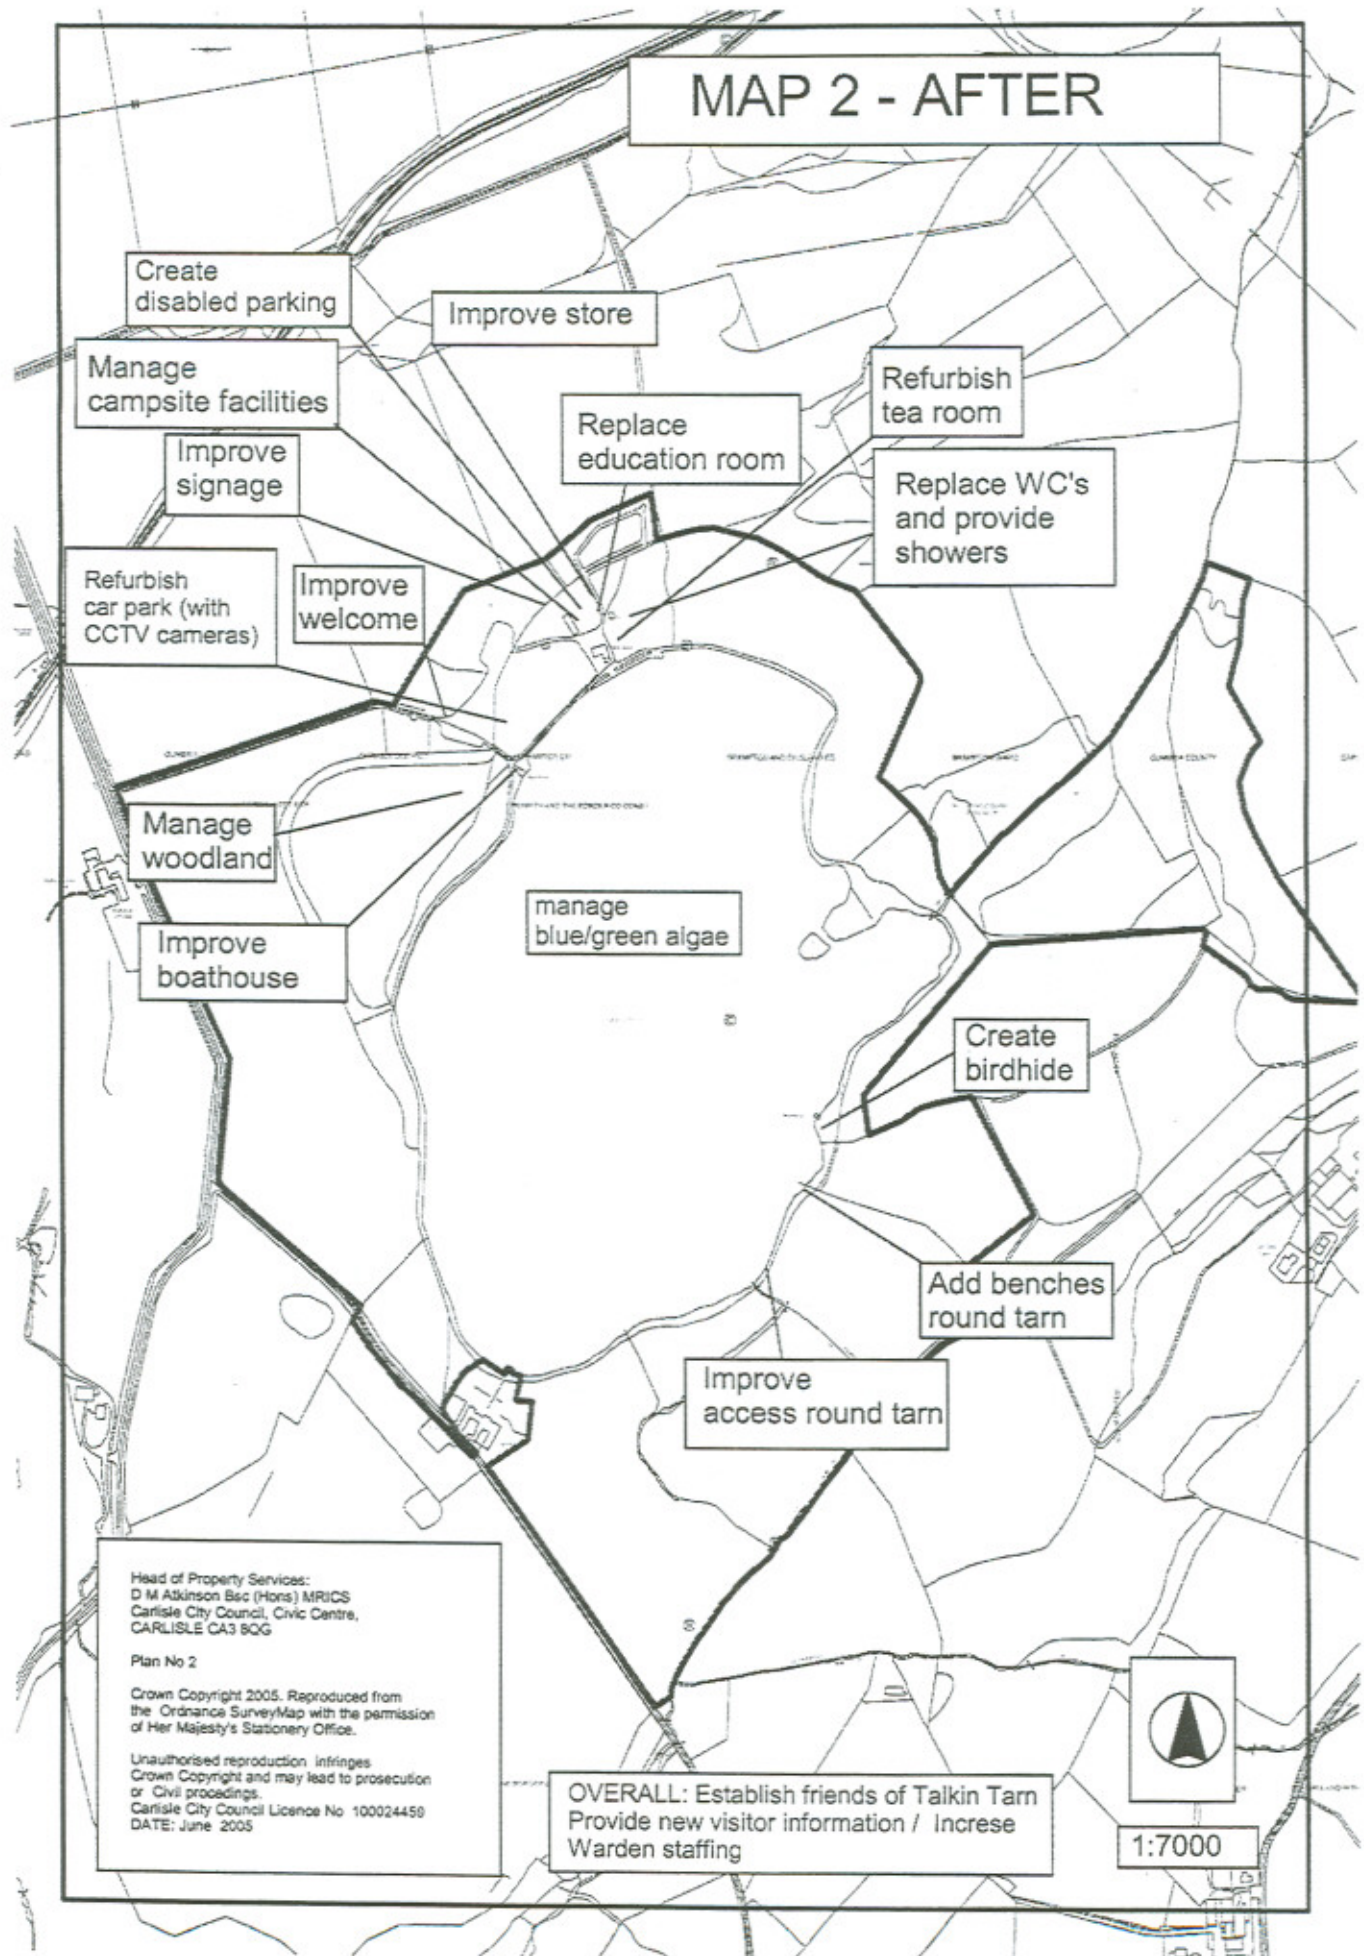 MAP 2 - AFTER
Create
disabled parking
Improve store
Manage
campsite facilities
Refurbish
tea room
Replace
education room
Improve
signage
Replace WC's
and provide
showers
Refurbish
car park (with
CCTV cameras)
Improve
welcome
Manage
woodland
manage
blue/green algae
Improve
boathouse
Create
birdhide
Add benches
round tarn
Improve
access round tarn
Head of Property Services:
D M Atkinson Bsc (Hons) MRICS
Carlisle City Council, Civic Centre,
CARLISLE CA3 8QG
Plan No 2
Crown Copyright 2005. Reproduced from
the Ordnance SurveyMap with the permission
of Her Majesty's Stationery Office.
Unauthorised reproduction infringes
Crown Copyright and may lead to prosecution
or Civil procedings.
Carlisle City Council Licence No 100024459
DATE: June 2005
OVERALL: Establish friends of Talkin Tarn
Provide new visitor information / Increse
Warden staffing
1:7000